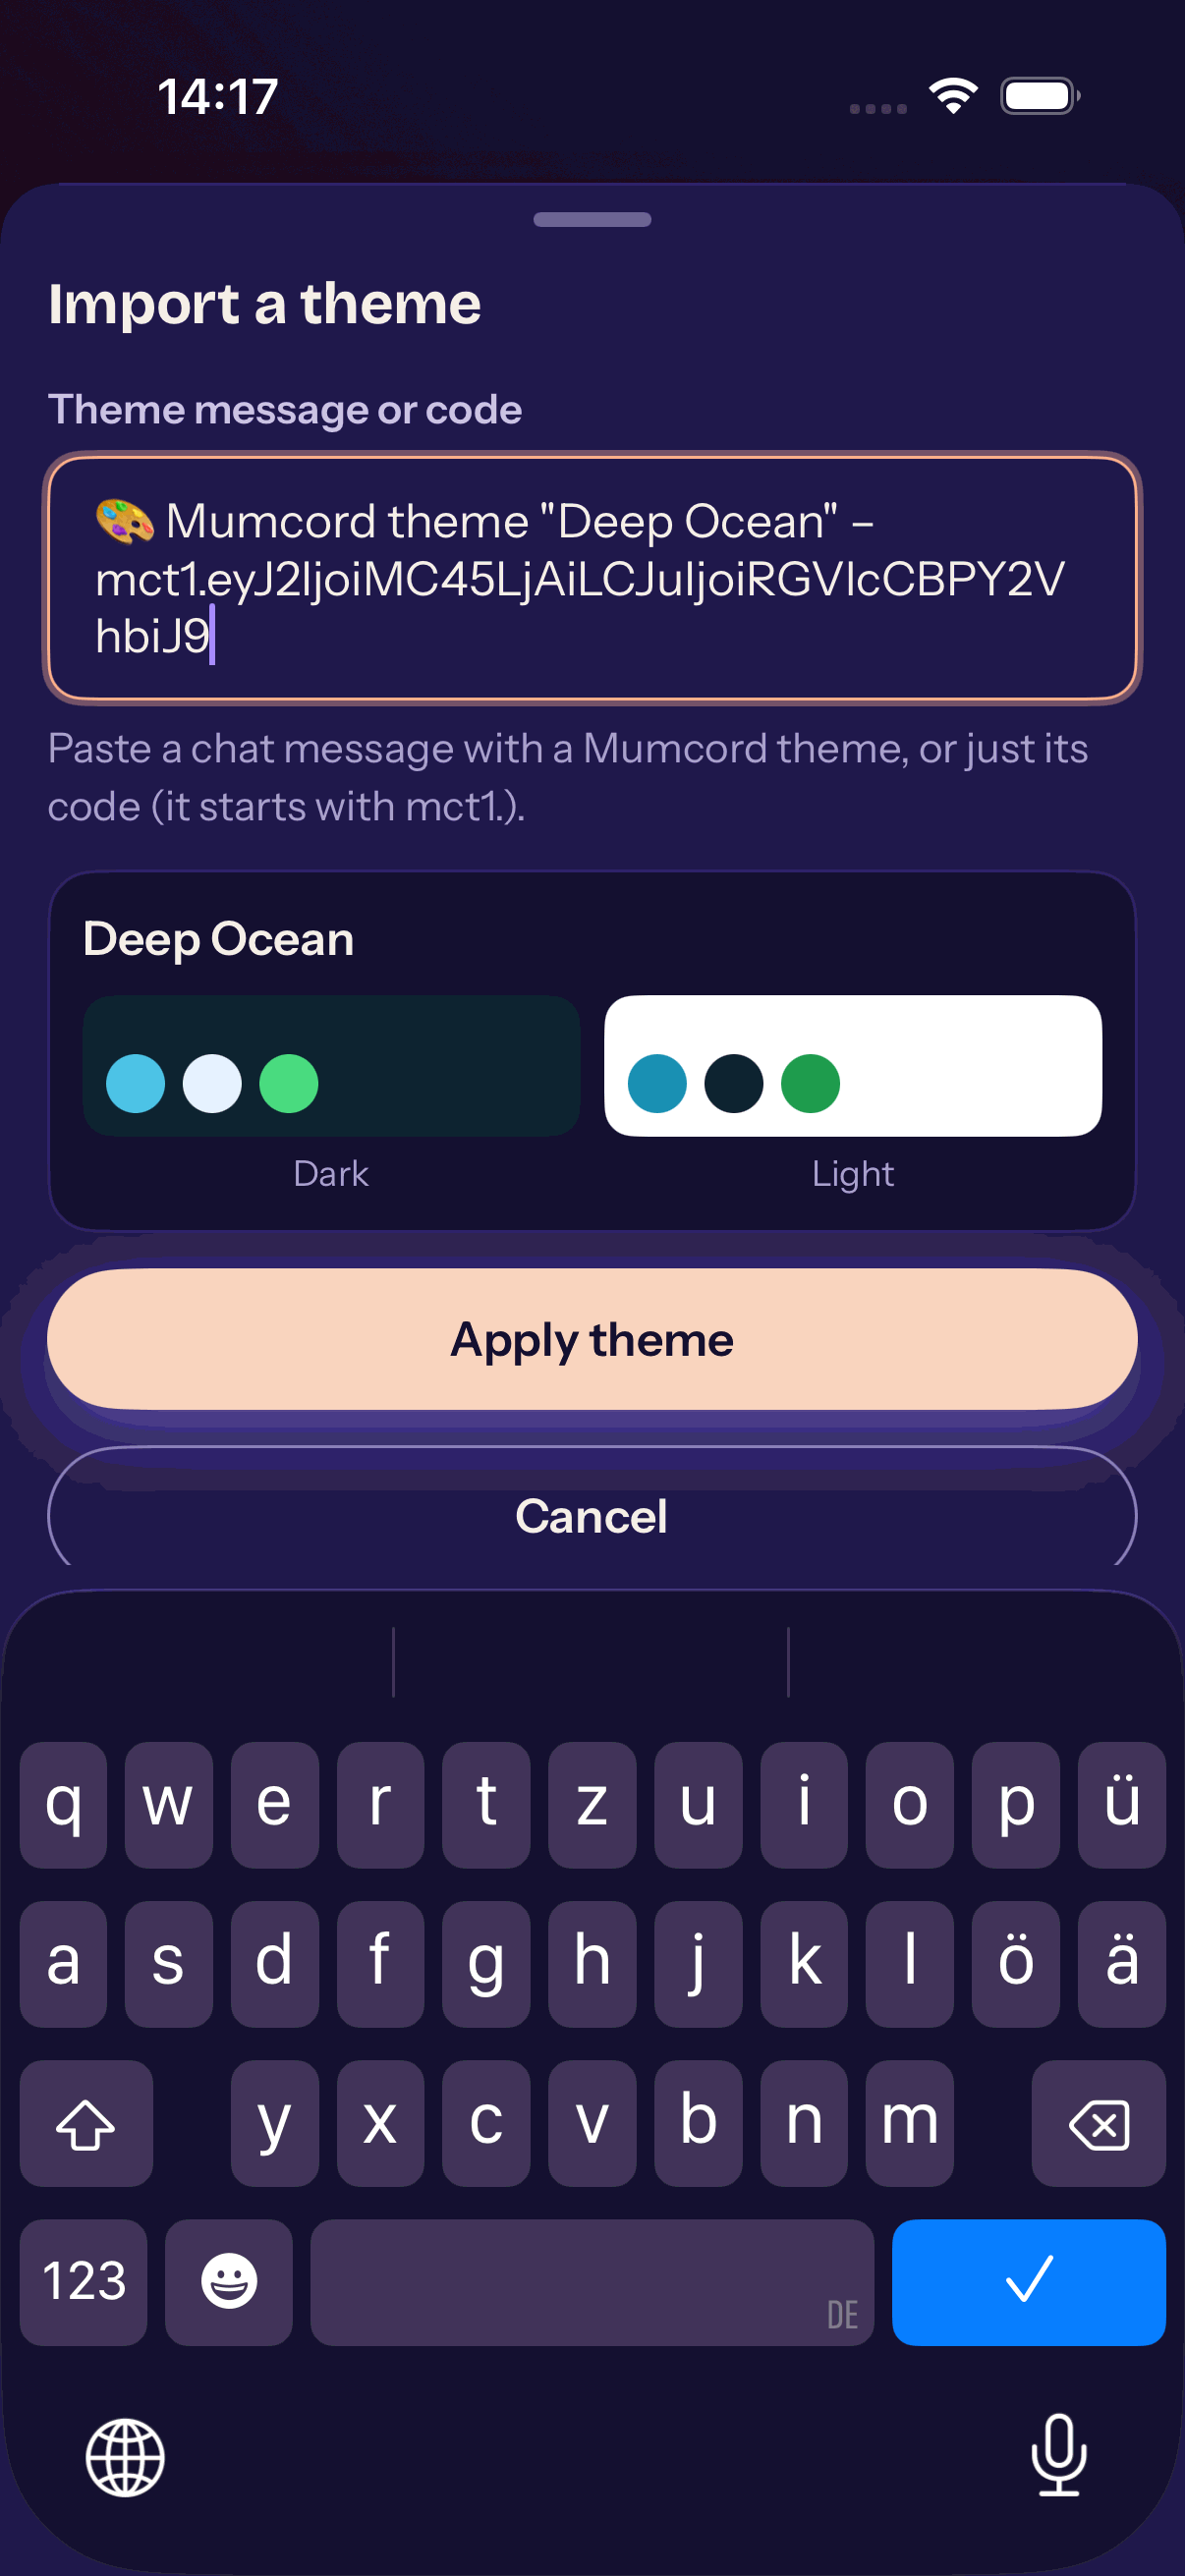 14:17
Import a theme
Theme message or code
🎨 Mumcord theme "Deep Ocean" –
mct1.eyJ2IjoiMC45LjAiLCJuIjoiRGVlcCBPY2V
hbiJ9
Paste a chat message with a Mumcord theme, or just its
code (it starts with mct1.).
Deep Ocean
Dark
Light
Apply theme
Cancel
q w e r t z u i o p ü
a s d f g h j k l ö ä
y x c v b n m
123
DE